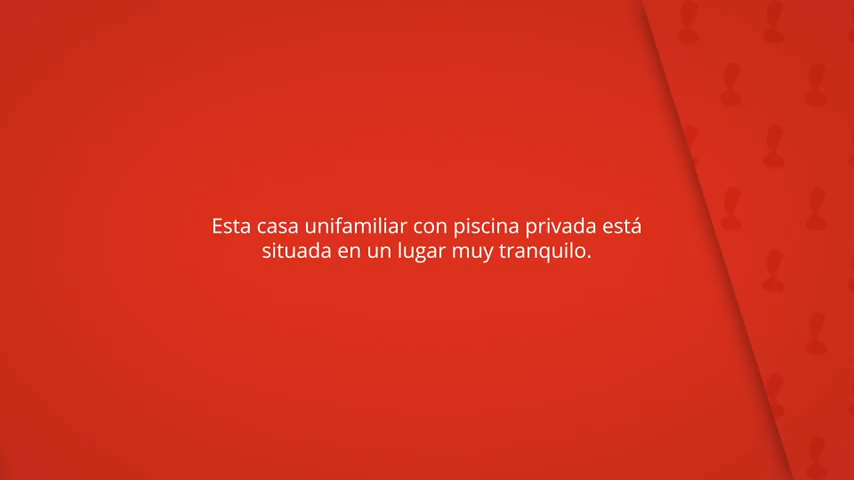 Esta casa unifamiliar con piscina privada está
situada en un lugar muy tranquilo.